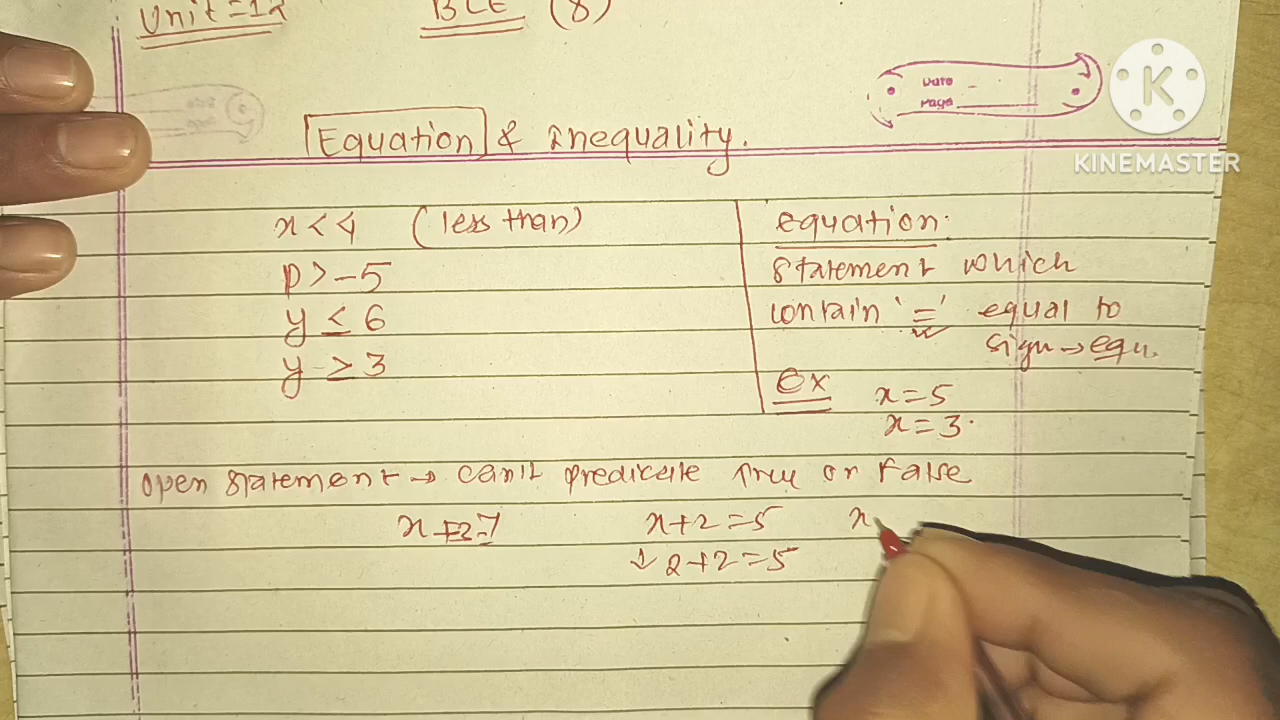 Unit = 12 BLE (8)
Date
Page
K
KINEMASTER
Equation & Inequality.
x < 4 (less than)
p > -5
y ≤ 6
y ≥ 3
equation.
statement which
contain '=' equal to
sign → equ.
ex x = 5
x = 3.
open statement → can't predicate true or false
x + 2 = 5 x
↓ 2 + 2 = 5